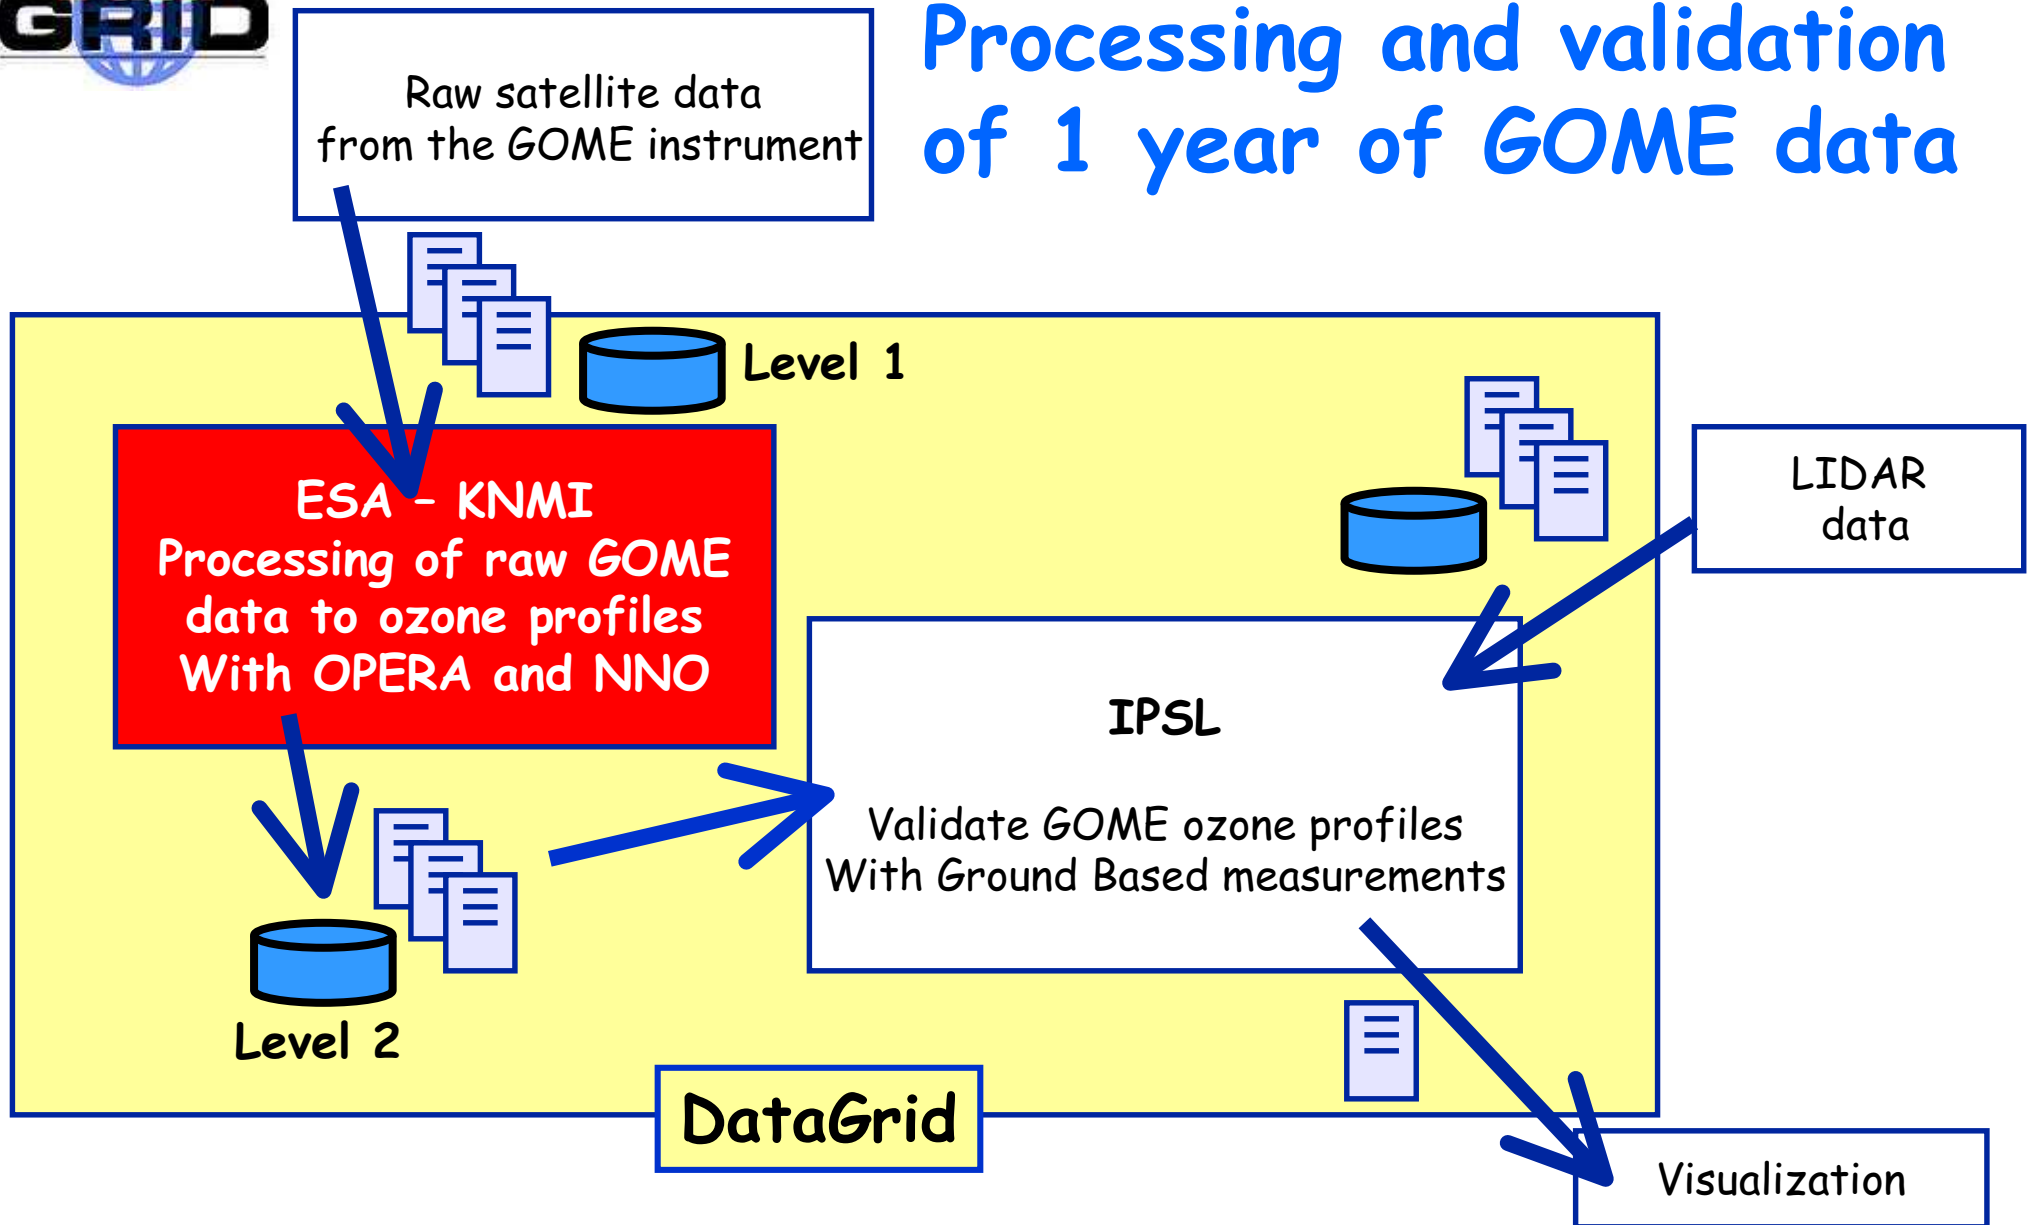 GRID
Processing and validation
of 1 year of GOME data
Raw satellite data
from the GOME instrument
Level 1
ESA - KNMI
Processing of raw GOME
data to ozone profiles
With OPERA and NNO
LIDAR
data
IPSL
Validate GOME ozone profiles
With Ground Based measurements
Level 2
DataGrid
Visualization